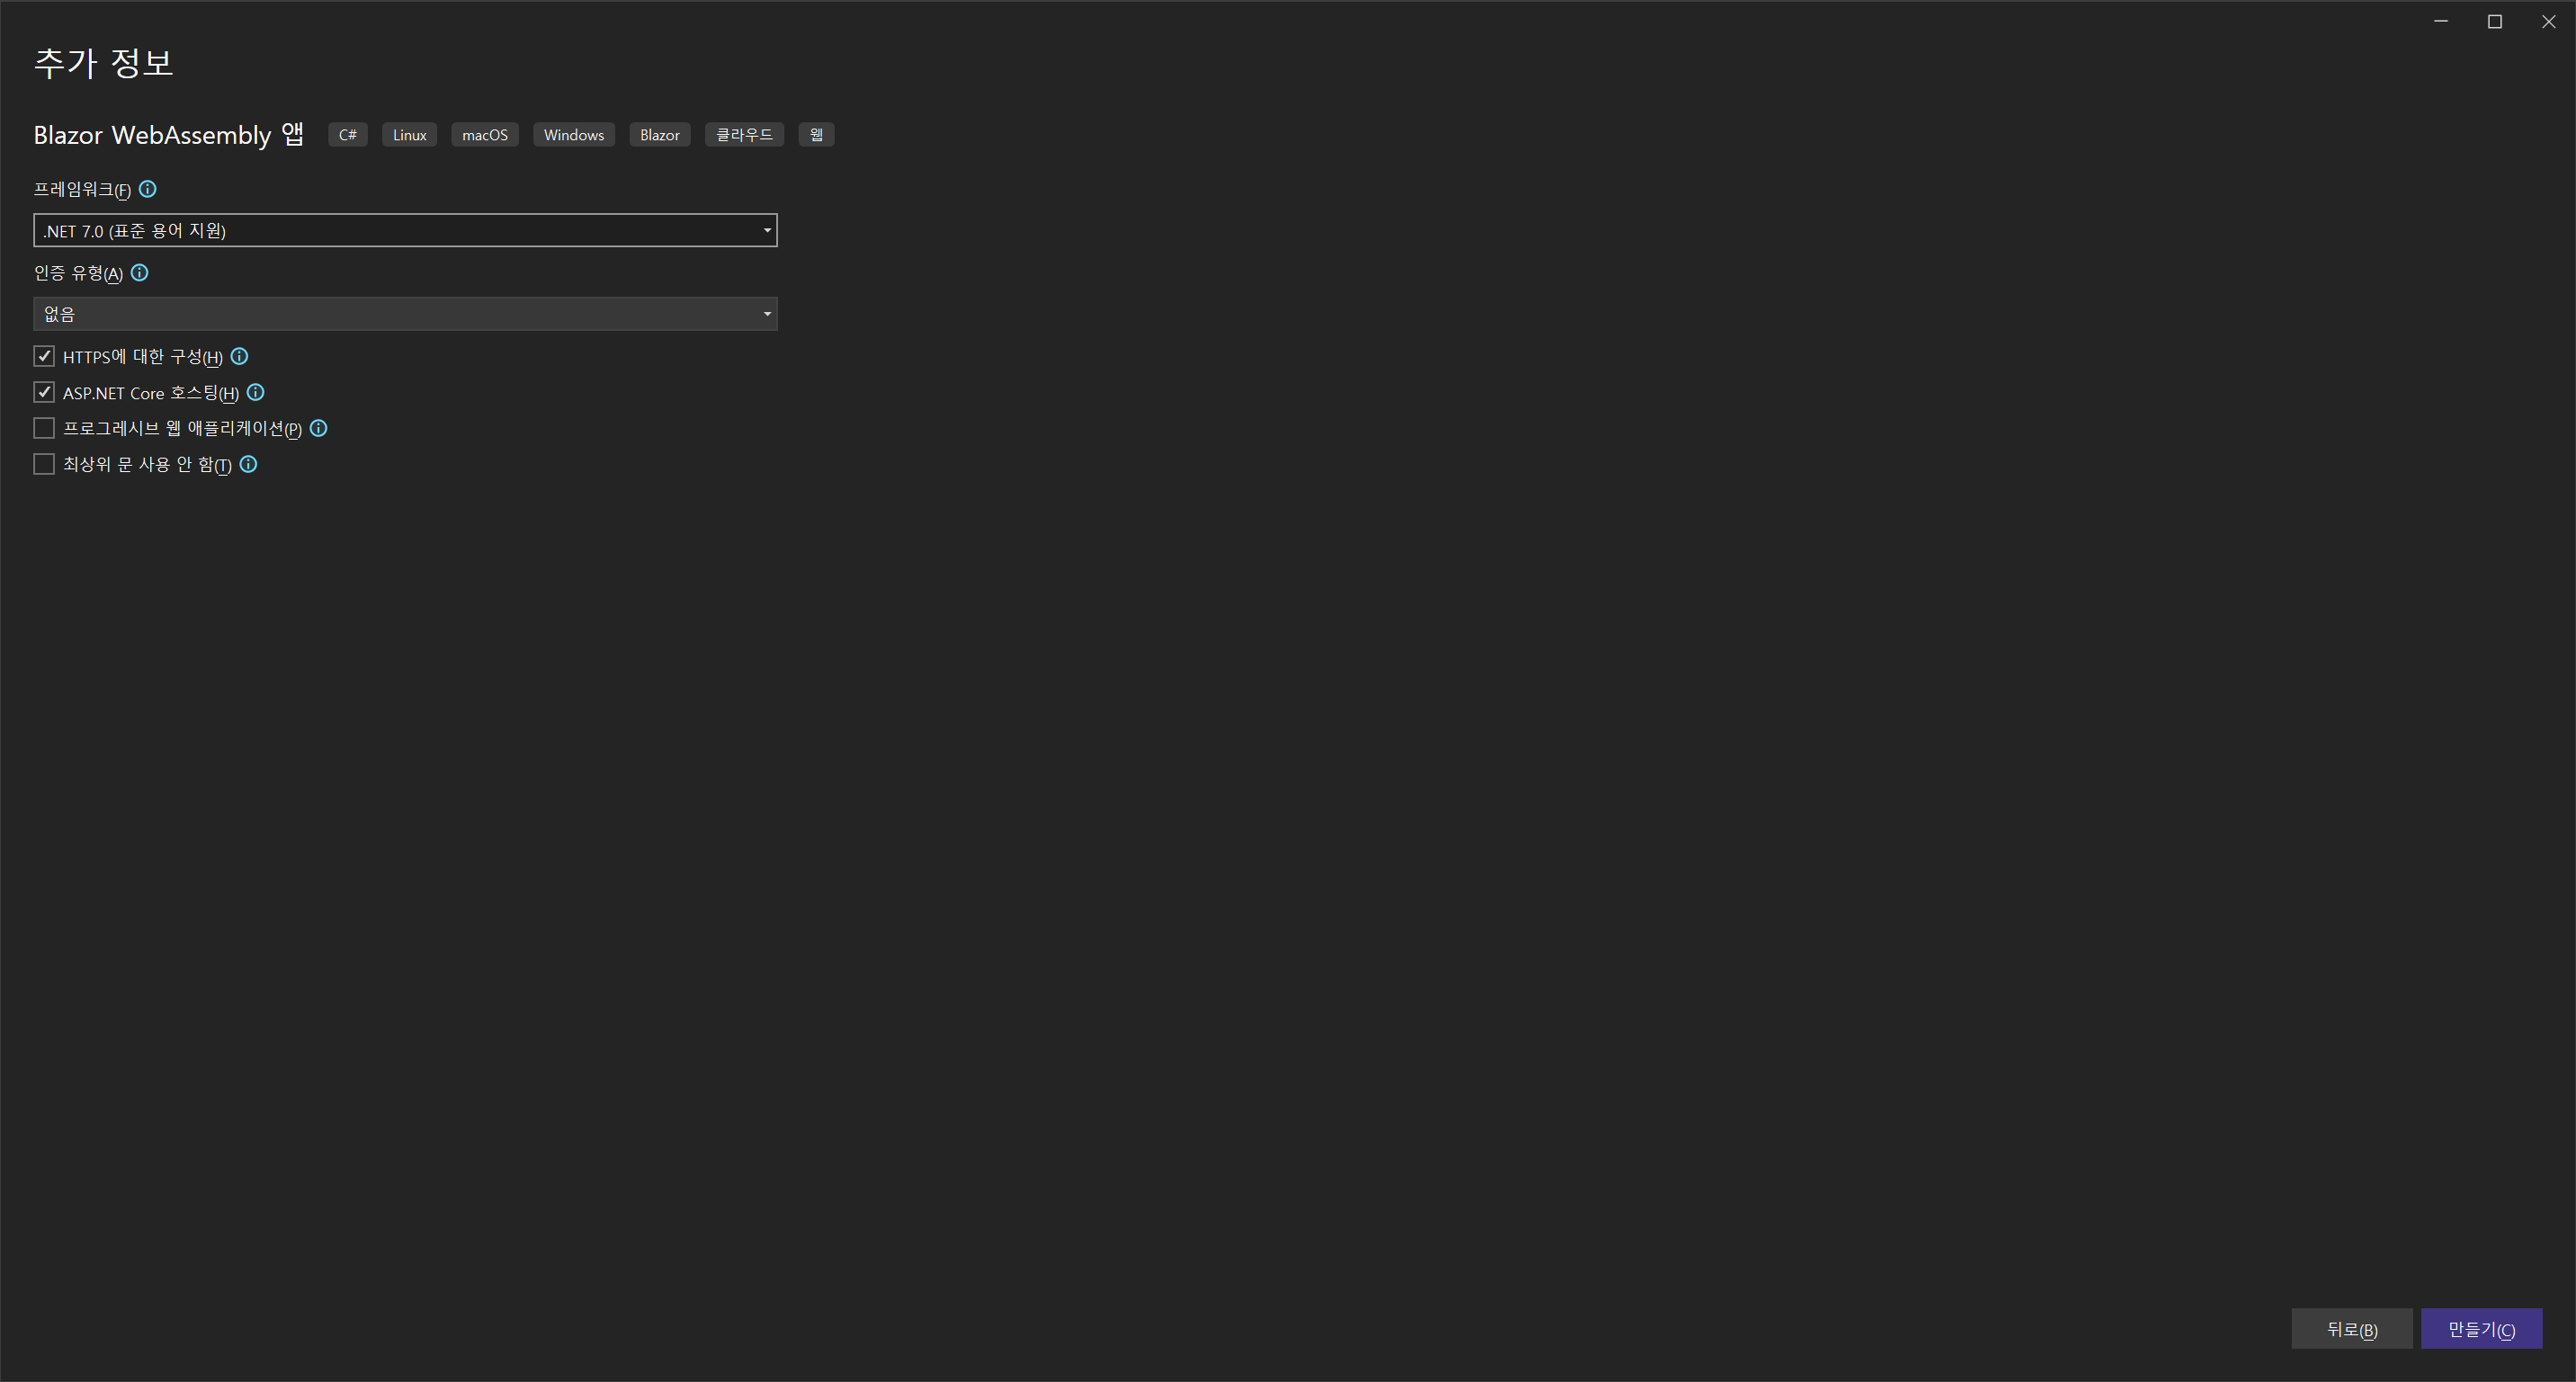 추가 정보
Blazor WebAssembly 앱 C# Linux macOS Windows Blazor 클라우드 웹
프레임워크(F)
.NET 7.0 (표준 용어 지원)
인증 유형(A)
없음
HTTPS에 대한 구성(H)
ASP.NET Core 호스팅(H)
프로그레시브 웹 애플리케이션(P)
최상위 문 사용 안 함(T)
뒤로(B) 만들기(C)